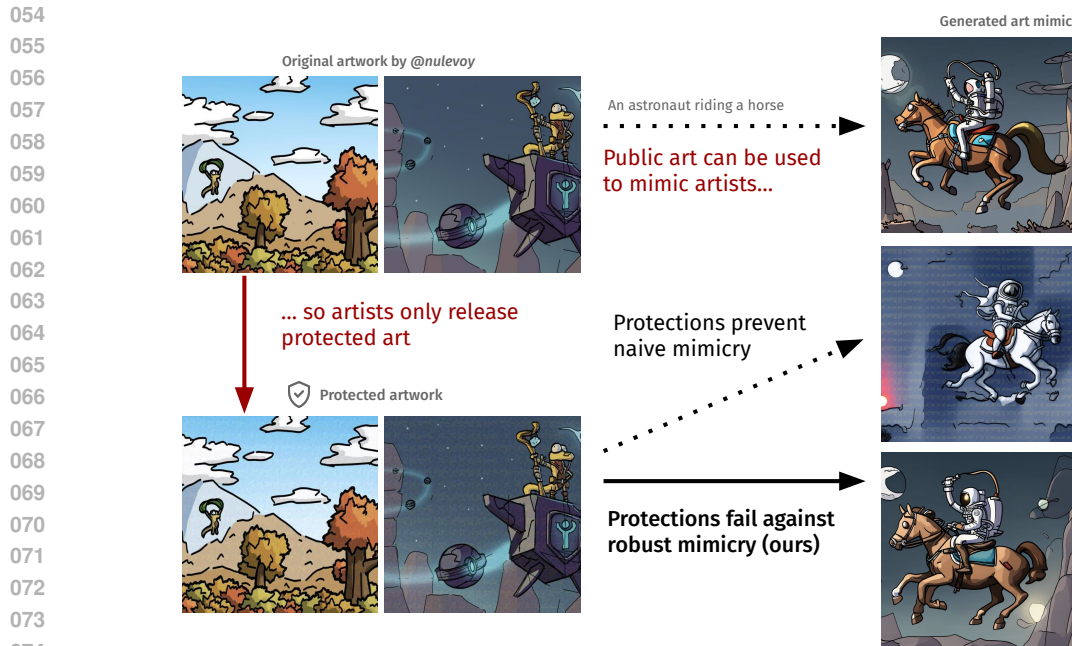 054
055
056
057
058
059
060
061
062
063
064
065
066
067
068
069
070
071
072
073
Generated art mimic
Original artwork by @nulevoy
An astronaut riding a horse
Public art can be used
to mimic artists...
... so artists only release
protected art
Protections prevent
naive mimicry
Protected artwork
Protections fail against
robust mimicry (ours)